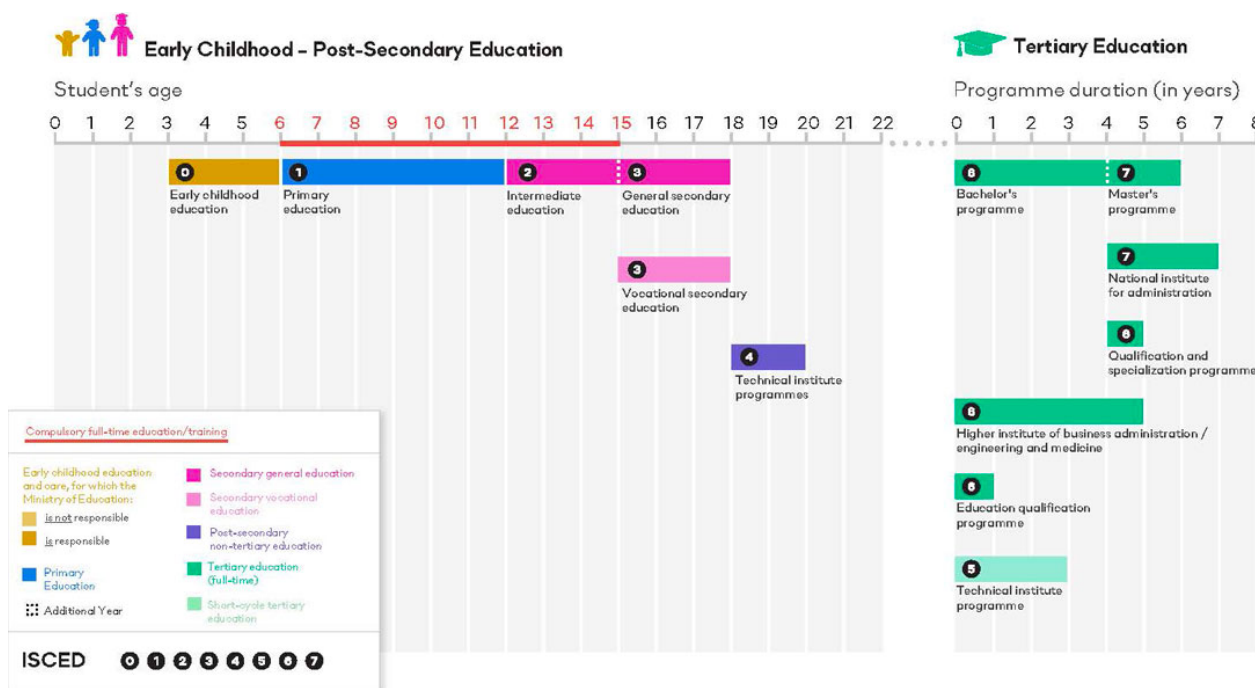 Early Childhood – Post-Secondary Education
Student's age
0 1 2 3 4 5 6 7 8 9 10 11 12 13 14 15 16 17 18 19 20 21 22
0
Early childhood
education
1
Primary
education
2
Intermediate
education
3
General secondary
education
3
Vocational secondary
education
4
Technical institute
programmes
Tertiary Education
Programme duration (in years)
0 1 2 3 4 5 6 7 8
6
Bachelor's
programme
7
Master's
programme
7
National institute
for administration
6
Qualification and
specialization programme
6
Higher institute of business administration /
engineering and medicine
6
Education qualification
programme
5
Technical institute
programme
Compulsory full-time education/training
Early childhood education
and care, for which the
Ministry of Education:
is not responsible
is responsible
Primary
Education
Additional Year
Secondary general education
Secondary vocational
education
Post-secondary
non-tertiary education
Tertiary education
(full-time)
Short-cycle tertiary
education
ISCED 0 1 2 3 4 5 6 7